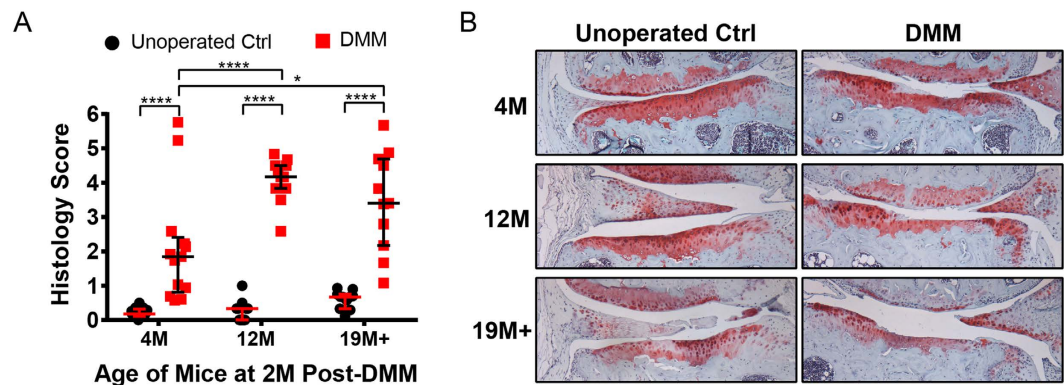 A
Unoperated Ctrl DMM
****
*
**** **** ****
Histology Score
6
5
4
3
2
1
0
4M 12M 19M+
Age of Mice at 2M Post-DMM
B
Unoperated Ctrl DMM
4M
12M
19M+